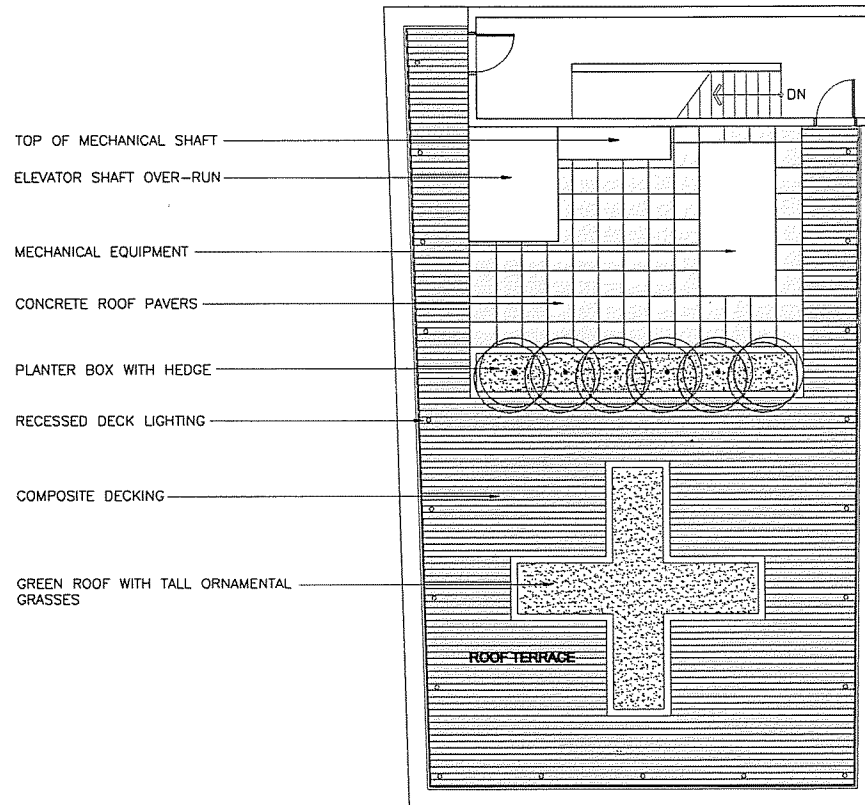 DN
TOP OF MECHANICAL SHAFT
ELEVATOR SHAFT OVER-RUN
MECHANICAL EQUIPMENT
CONCRETE ROOF PAVERS
PLANTER BOX WITH HEDGE
RECESSED DECK LIGHTING
COMPOSITE DECKING
GREEN ROOF WITH TALL ORNAMENTAL
GRASSES
ROOF TERRACE